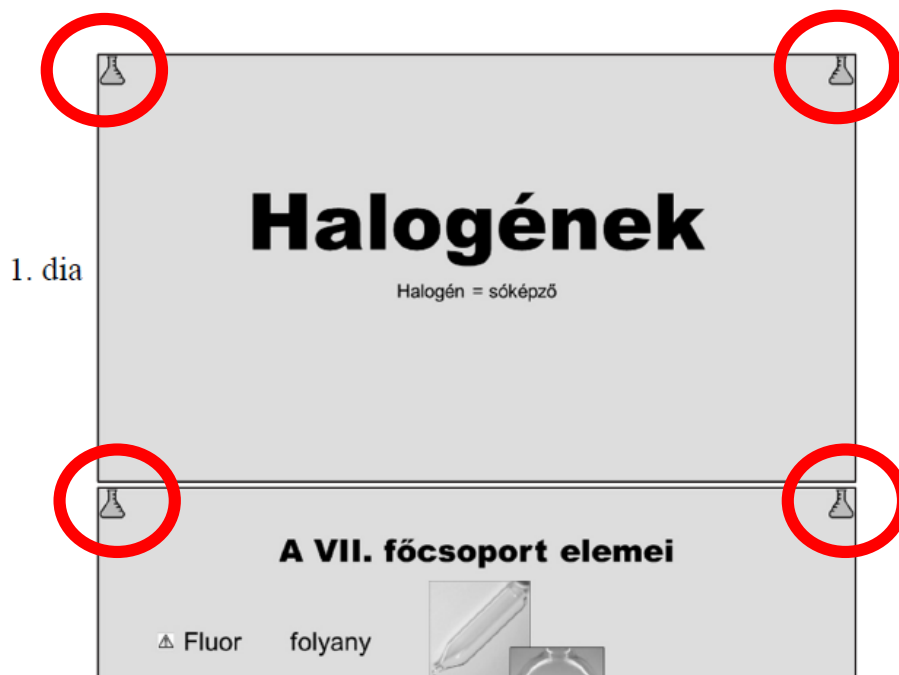 Halogének
1. dia
Halogén = sóképző
A VII. főcsoport elemei
Fluor folyany